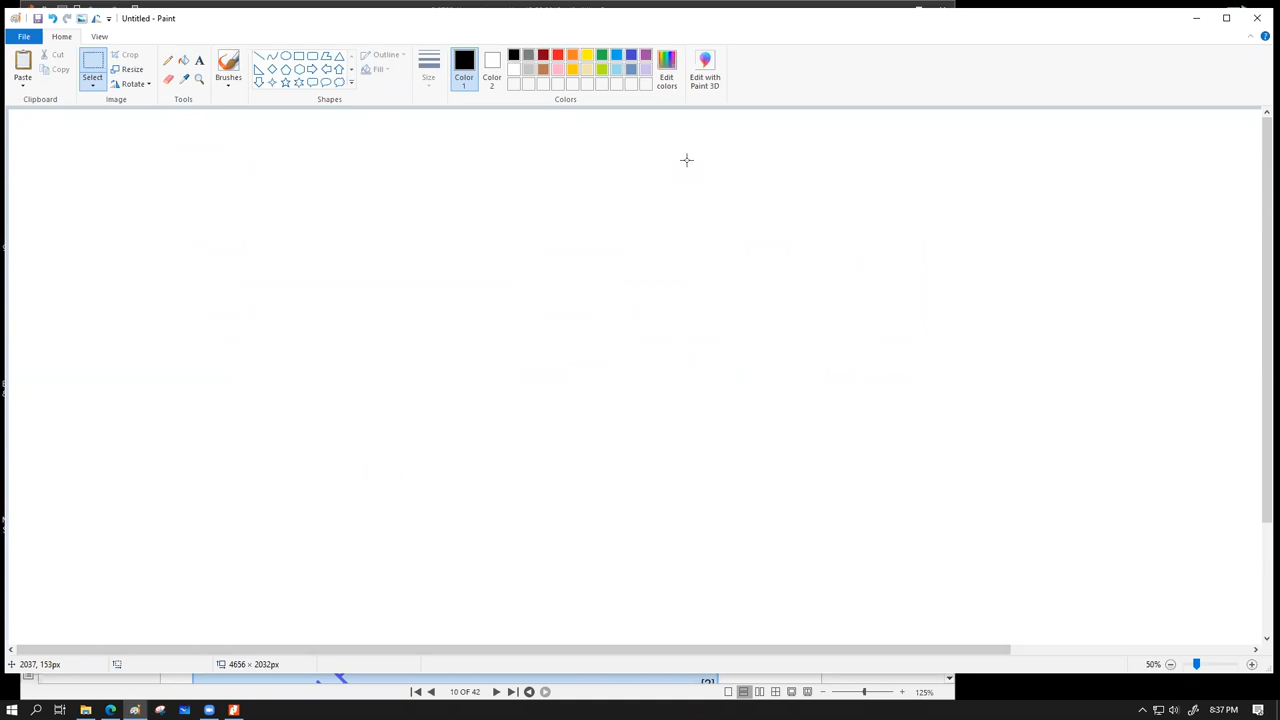 Untitled - Paint
File Home View
Paste
Cut
Copy
Clipboard
Select
Crop
Resize
Rotate
Image
Tools
Brushes
Shapes
Outline
Fill
Size
Color 1
Color 2
Colors
Edit colors
Edit with Paint 3D
2037, 153px
4656 × 2032px
50%
10 OF 42
125%
8:37 PM